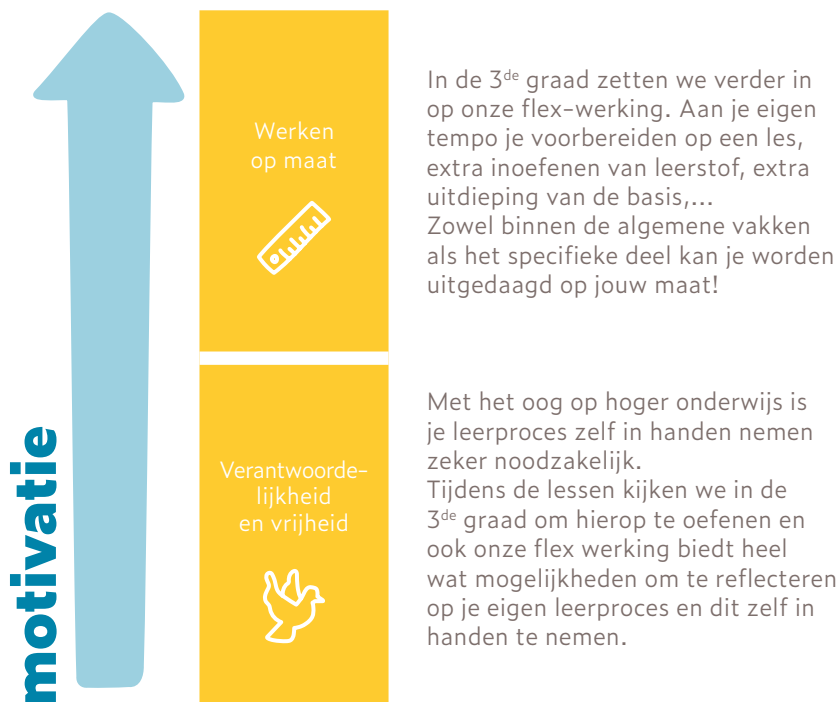 Werken
op maat
In de 3de graad zetten we verder in
op onze flex-werking. Aan je eigen
tempo je voorbereiden op een les,
extra inoefenen van leerstof, extra
uitdieping van de basis,...
Zowel binnen de algemene vakken
als het specifieke deel kan je worden
uitgedaagd op jouw maat!
motivatie
Verantwoorde-
lijkheid
en vrijheid
Met het oog op hoger onderwijs is
je leerproces zelf in handen nemen
zeker noodzakelijk.
Tijdens de lessen kijken we in de
3de graad om hierop te oefenen en
ook onze flex werking biedt heel
wat mogelijkheden om te reflecteren
op je eigen leerproces en dit zelf in
handen te nemen.